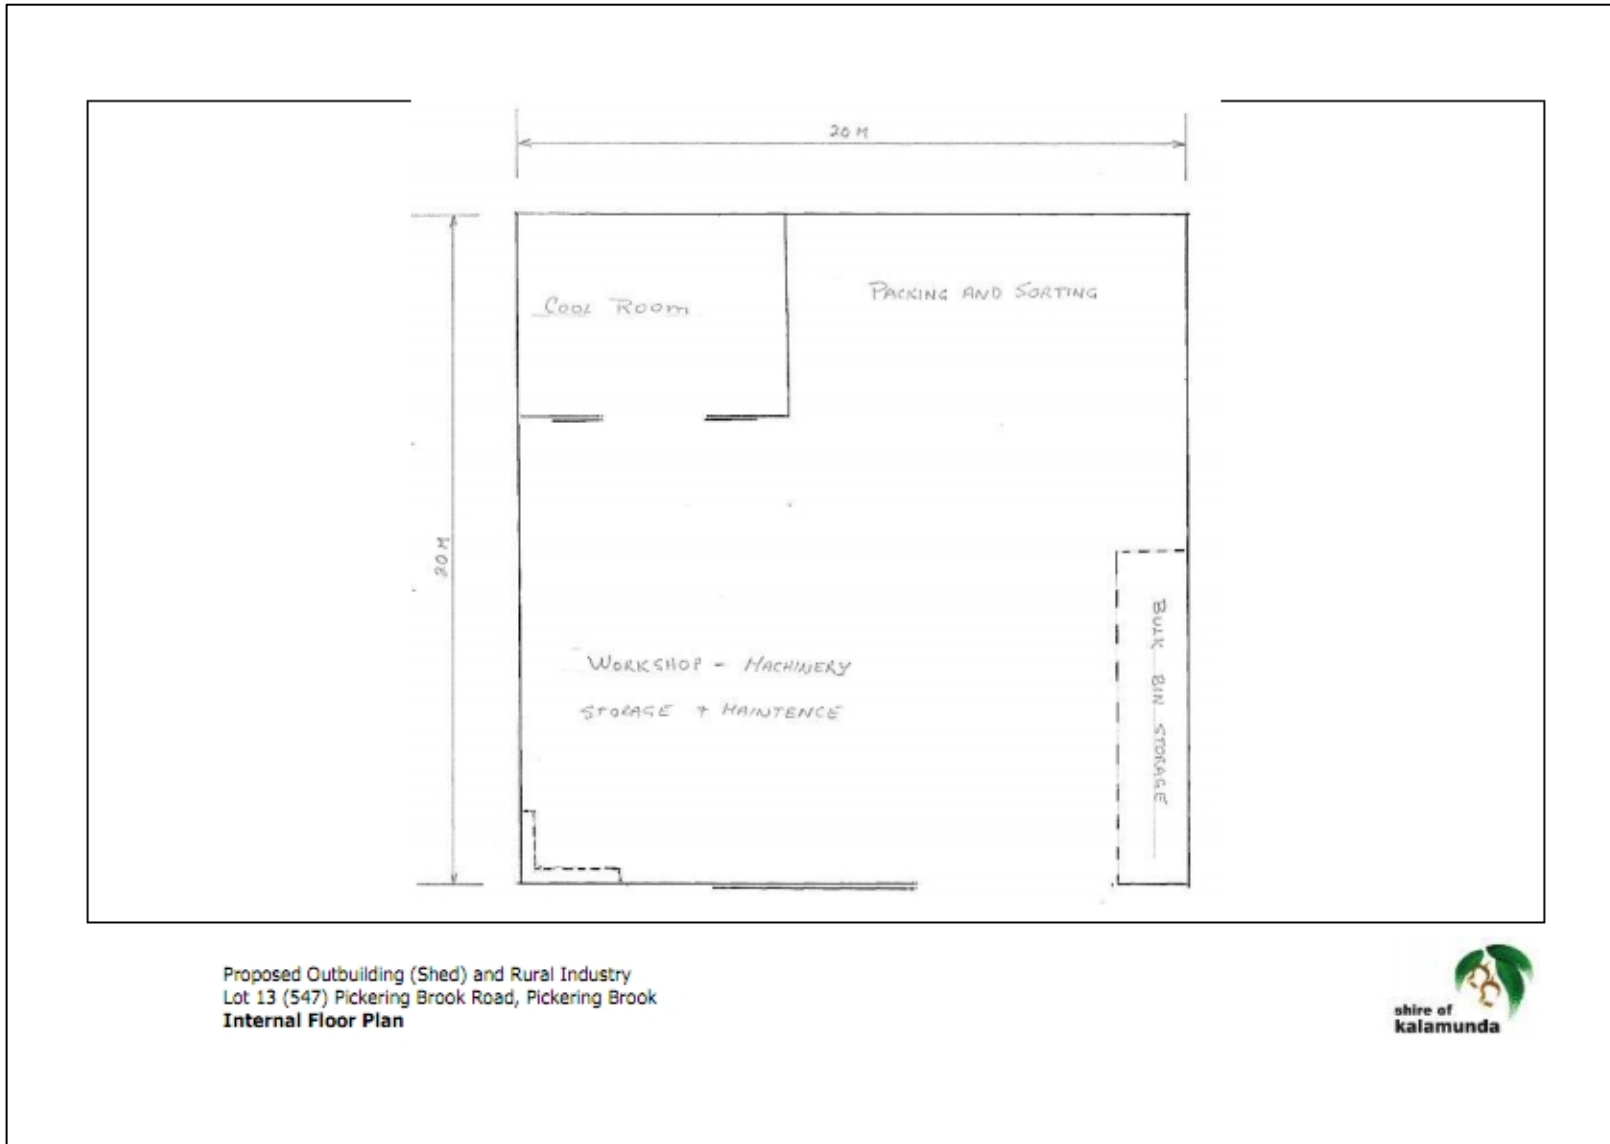 20 M
COOL ROOM
PACKING AND SORTING
20 M
WORKSHOP - MACHINERY
STORAGE + MAINTENCE
BULK BIN STORAGE
Proposed Outbuilding (Shed) and Rural Industry
Lot 13 (547) Pickering Brook Road, Pickering Brook
Internal Floor Plan
shire of
kalamunda